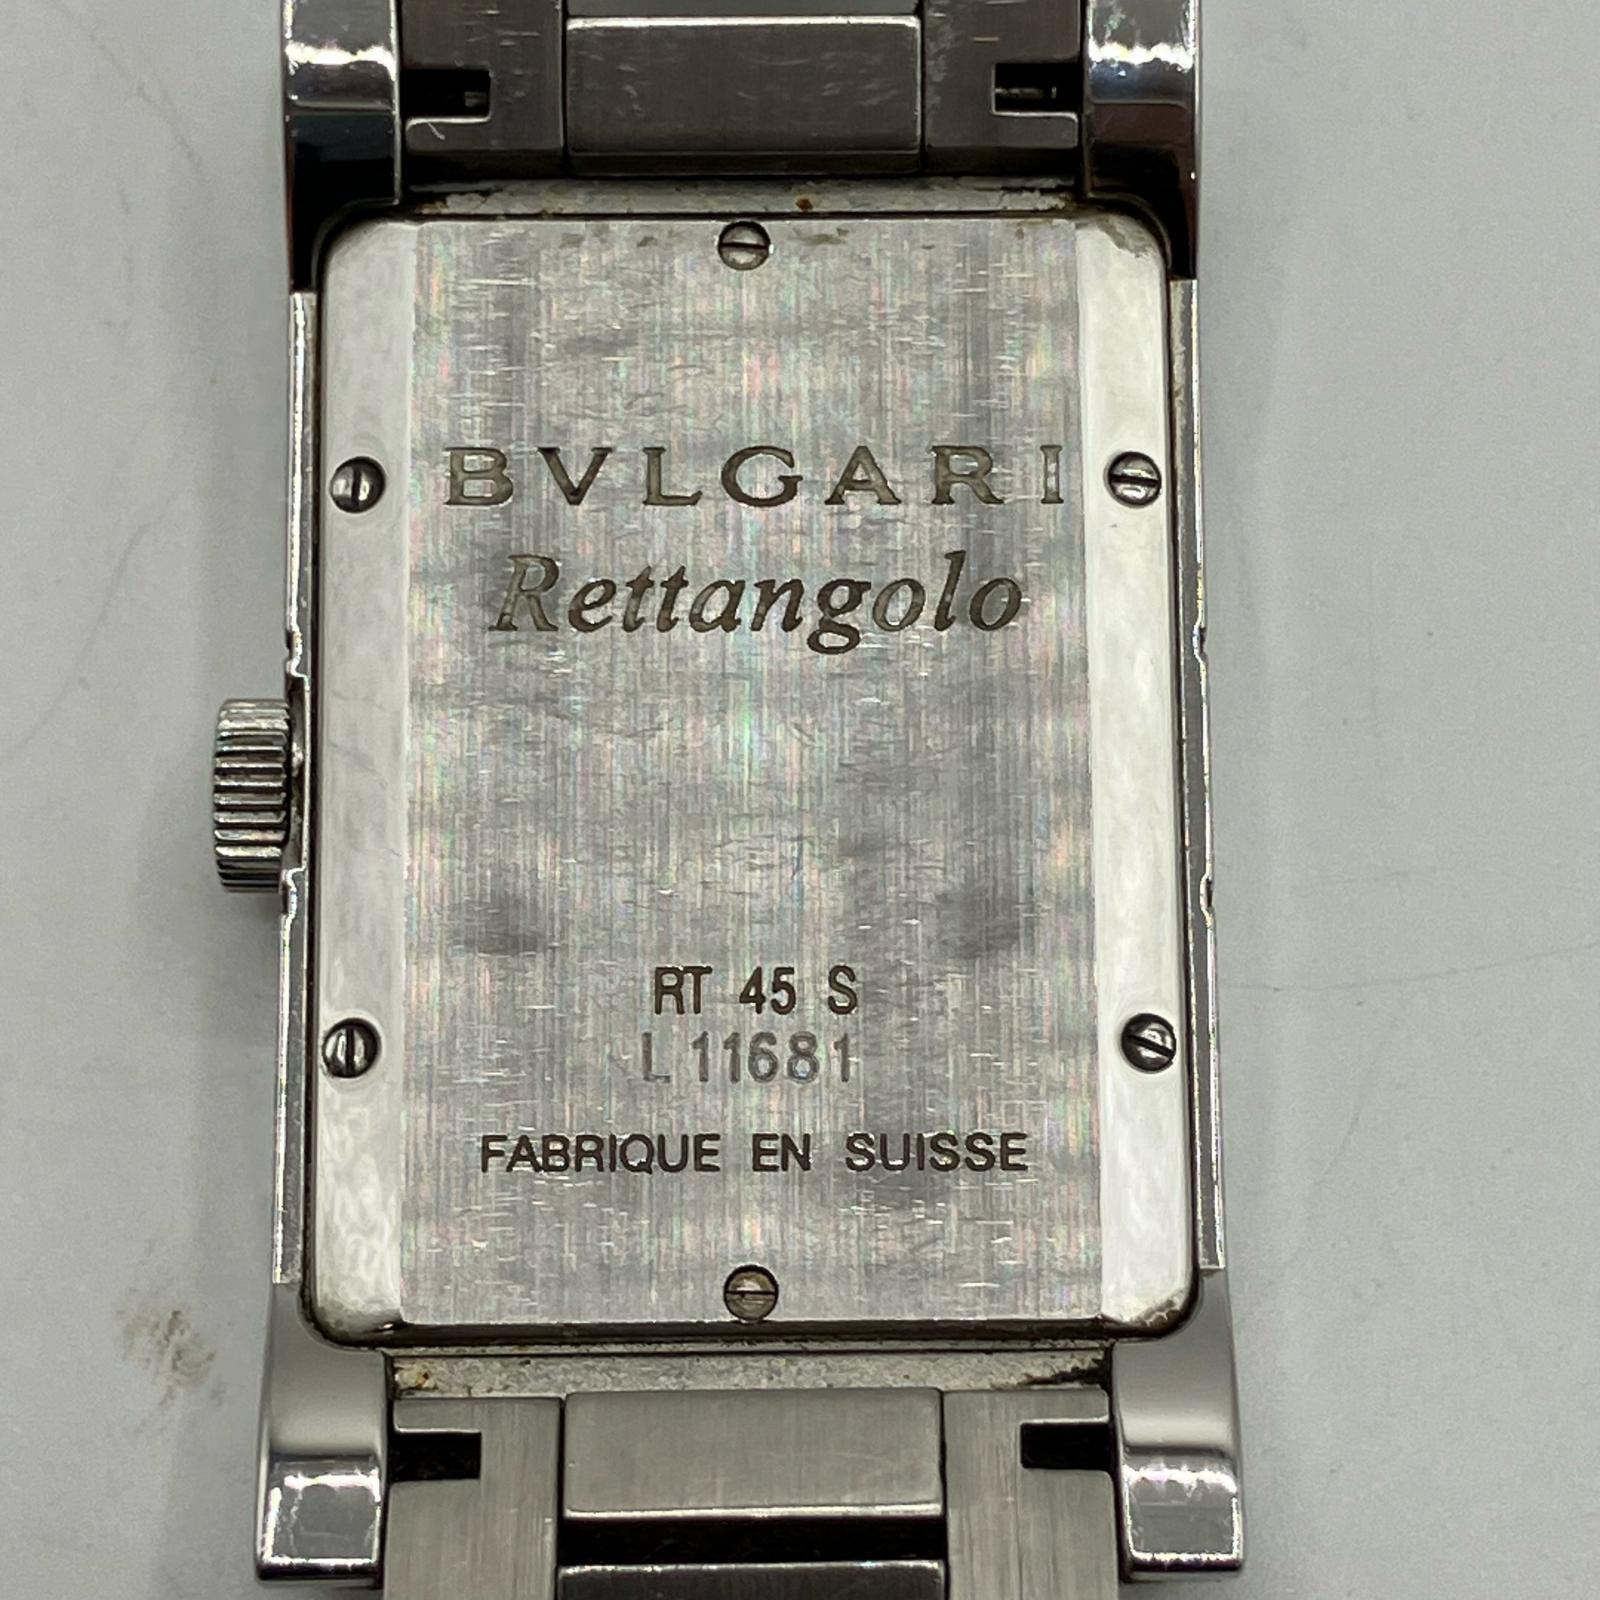 BVLGARI
Rettangolo
RT 45 S
L 11681
FABRIQUE EN SUISSE